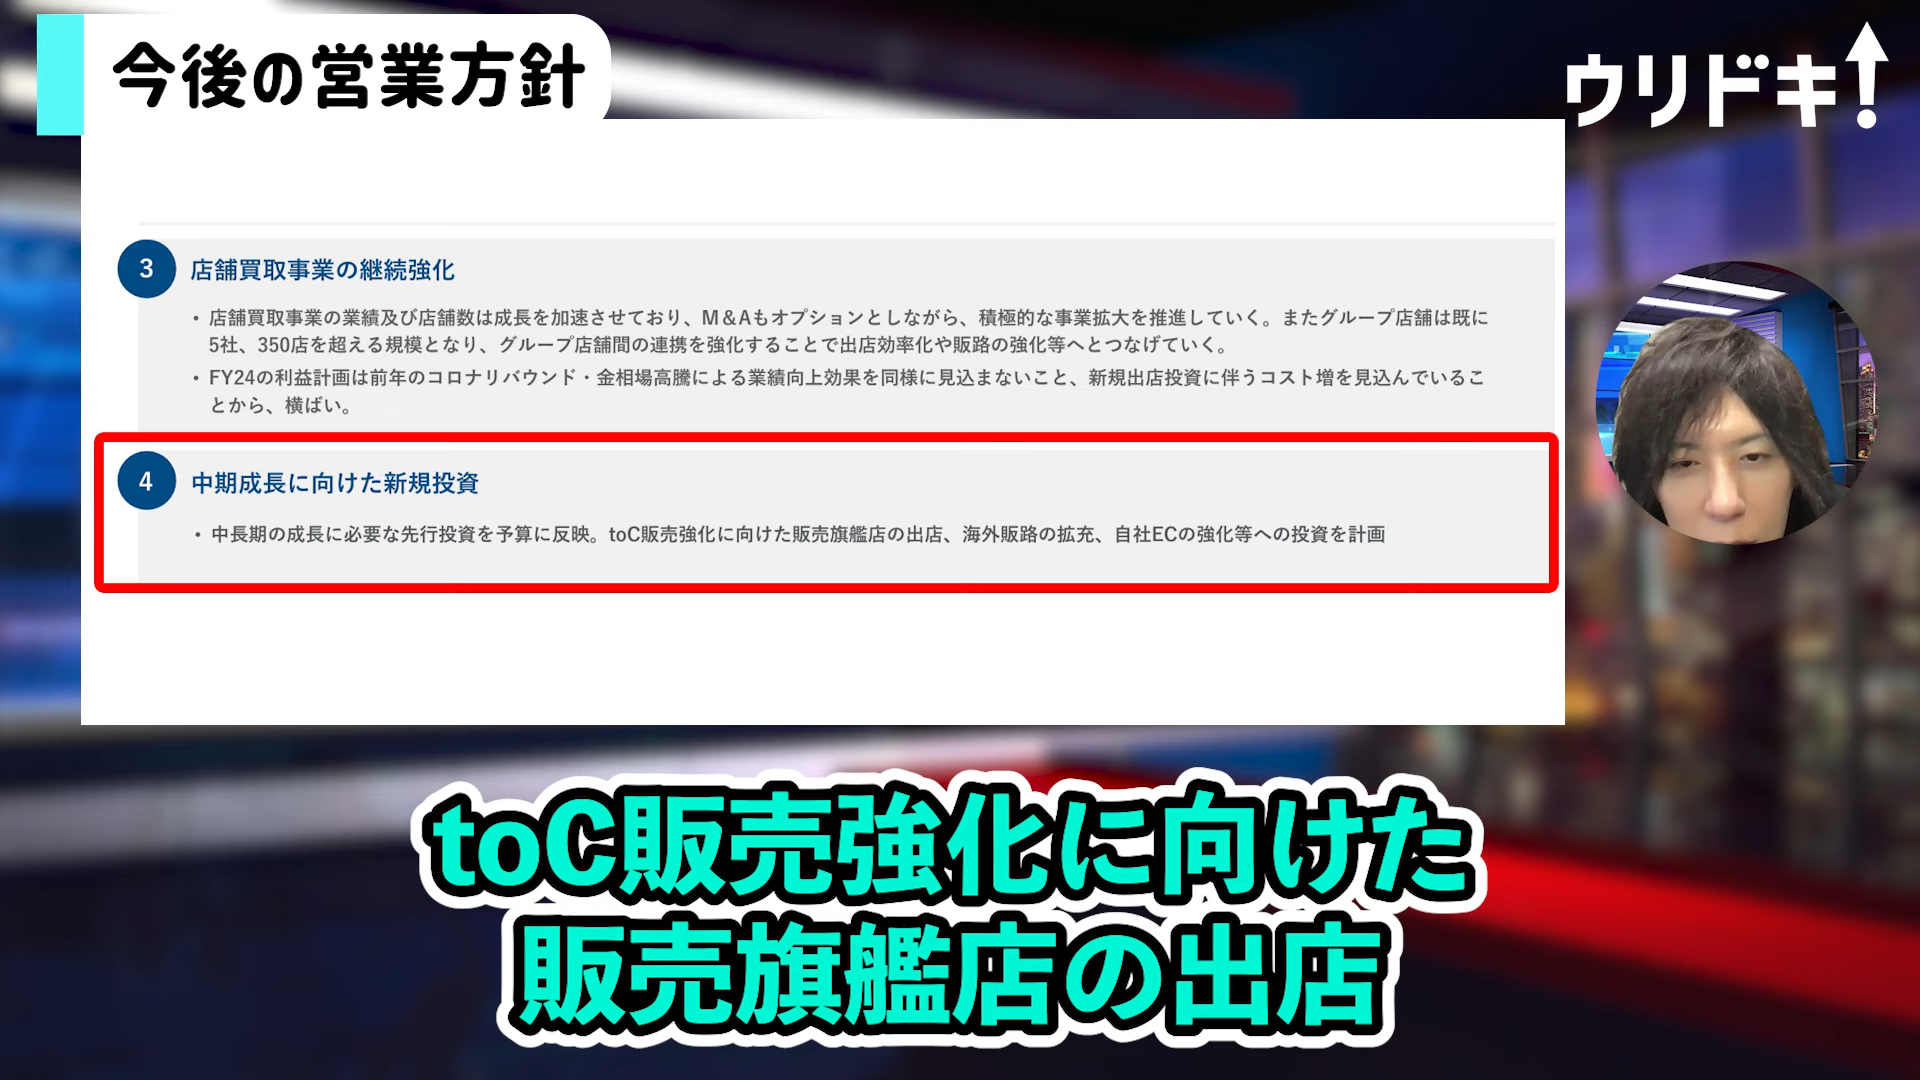 今後の営業方針
ウリドキ!
3 店舗買取事業の継続強化
・店舗買取事業の業績及び店舗数は成長を加速させており、M&Aもオプションとしながら、積極的な事業拡大を推進していく。またグループ店舗は既に
5社、350店を超える規模となり、グループ店舗間の連携を強化することで出店効率化や販路の強化等へとつなげていく。
・FY24の利益計画は前年のコロナリバウンド・金相場高騰による業績向上効果を同様に見込まないこと、新規出店投資に伴うコスト増を見込んでいるこ
とから、横ばい。
4 中期成長に向けた新規投資
・中長期の成長に必要な先行投資を予算に反映。toC販売強化に向けた販売旗艦店の出店、海外販路の拡充、自社ECの強化等への投資を計画
toC販売強化に向けた
販売旗艦店の出店